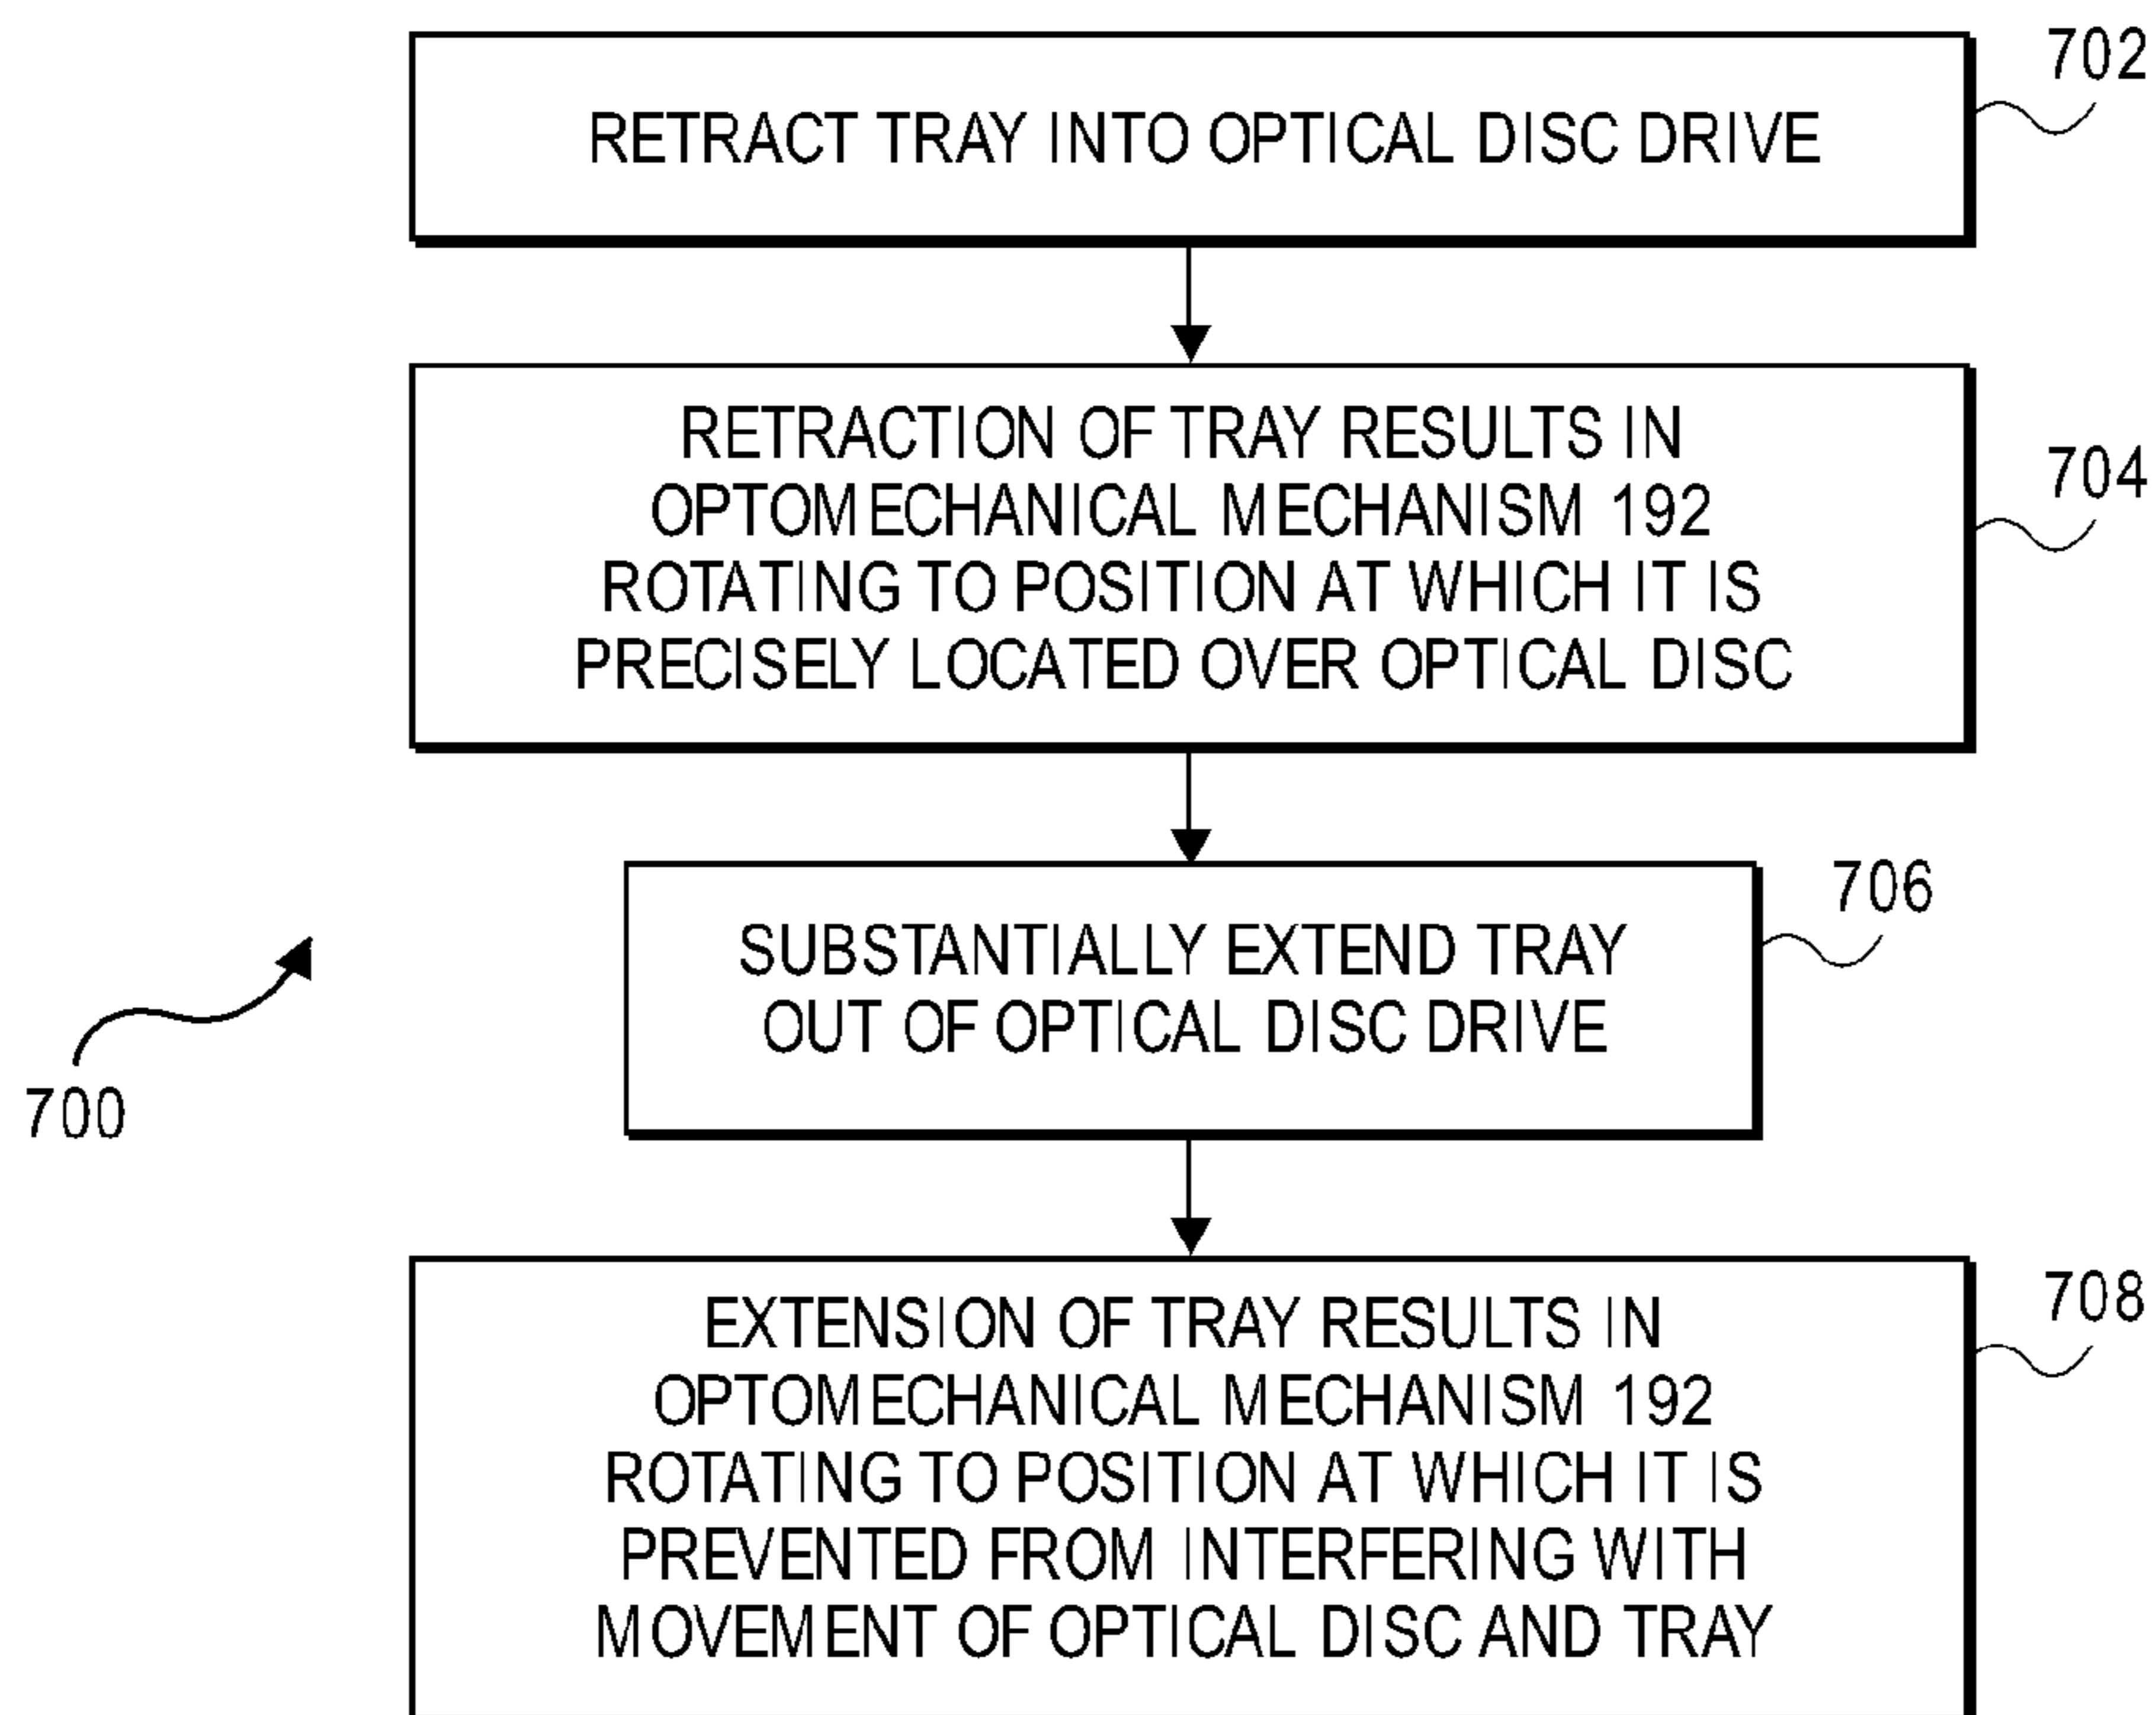 702
RETRACT TRAY INTO OPTICAL DISC DRIVE
704
RETRACTION OF TRAY RESULTS IN
OPTOMECHANICAL MECHANISM 192
ROTATING TO POSITION AT WHICH IT IS
PRECISELY LOCATED OVER OPTICAL DISC
706
SUBSTANTIALLY EXTEND TRAY
OUT OF OPTICAL DISC DRIVE
700
708
EXTENSION OF TRAY RESULTS IN
OPTOMECHANICAL MECHANISM 192
ROTATING TO POSITION AT WHICH IT IS
PREVENTED FROM INTERFERING WITH
MOVEMENT OF OPTICAL DISC AND TRAY